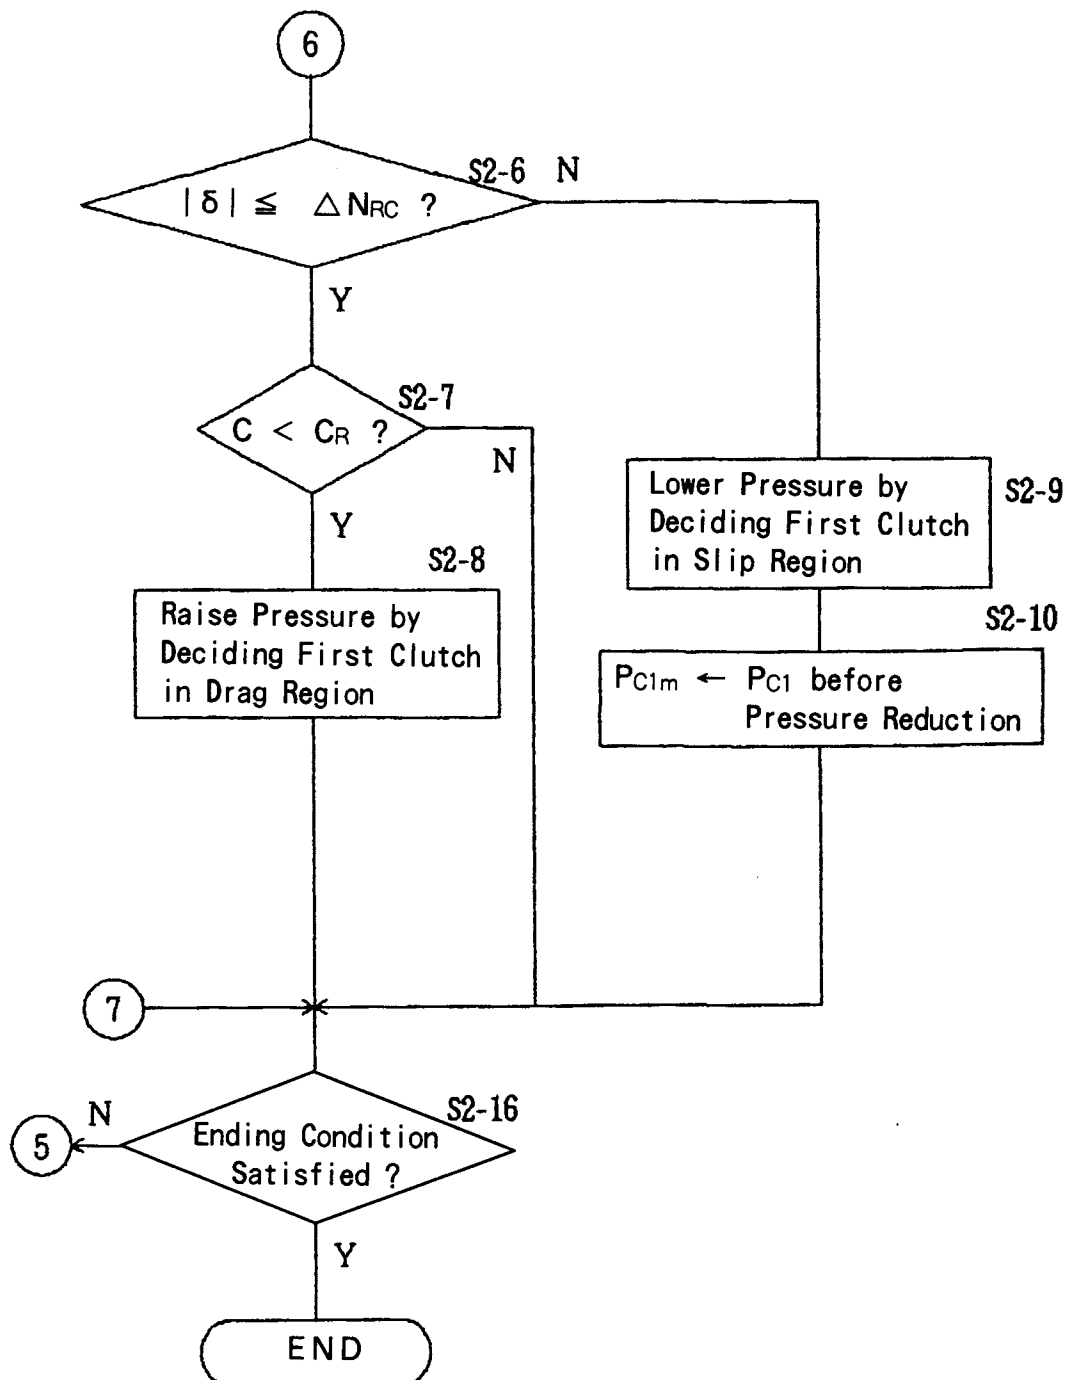 6
S2-6 N
|δ| ≦ △NRC ?
Y
S2-7
C < CR ?
N
Y
S2-8
Raise Pressure by
Deciding First Clutch
in Drag Region
Lower Pressure by
Deciding First Clutch
in Slip Region
S2-9
S2-10
PC1m ← PC1 before
Pressure Reduction
7
S2-16
N
5
Ending Condition
Satisfied ?
Y
END